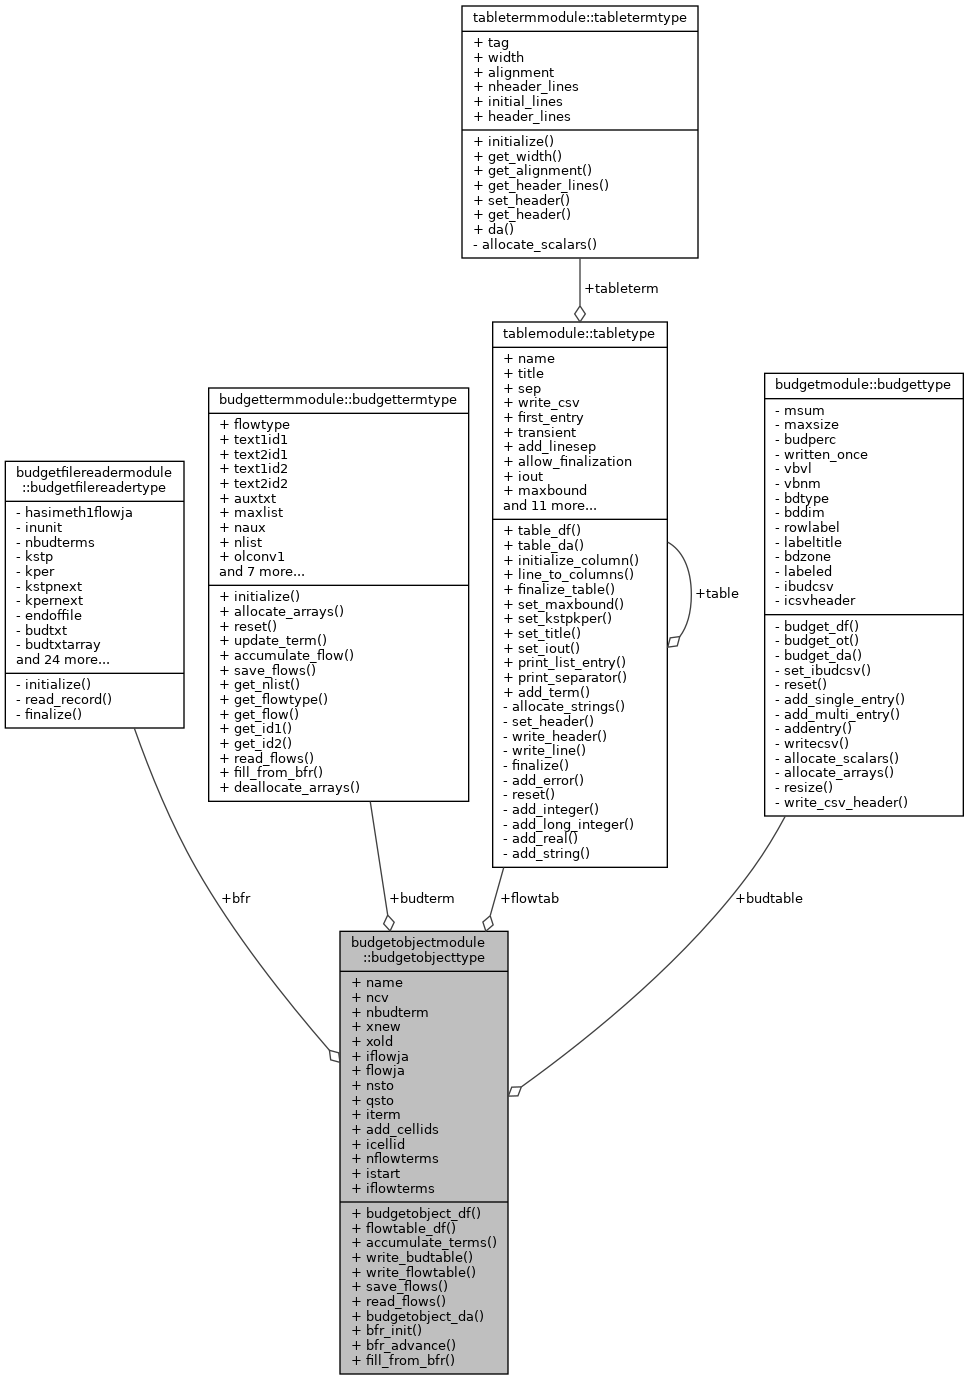 tabletermmodule::tabletermtype
+ tag
+ width
+ alignment
+ nheader_lines
+ initial_lines
+ header_lines
+ initialize()
+ get_width()
+ get_alignment()
+ get_header_lines()
+ set_header()
+ get_header()
+ da()
- allocate_scalars()
+tableterm
tablemodule::tabletype
+ name
+ title
+ sep
+ write_csv
+ first_entry
+ transient
+ add_linesep
+ allow_finalization
+ iout
+ maxbound
and 11 more...
+ table_df()
+ table_da()
+ initialize_column()
+ line_to_columns()
+ finalize_table()
+ set_maxbound()
+ set_kstpkper()
+ set_title()
+ set_iout()
+ print_list_entry()
+ print_separator()
+ add_term()
- allocate_strings()
- set_header()
- write_header()
- write_line()
- finalize()
- add_error()
- reset()
- add_integer()
- add_long_integer()
- add_real()
- add_string()
+table
budgetmodule::budgettype
- msum
- maxsize
- budperc
- written_once
- vbvl
- vbnm
- bdtype
- bddim
- rowlabel
- labeltitle
- bdzone
- labeled
- ibudcsv
- icsvheader
- budget_df()
- budget_ot()
- budget_da()
- set_ibudcsv()
- reset()
- add_single_entry()
- add_multi_entry()
- addentry()
- writecsv()
- allocate_scalars()
- allocate_arrays()
- resize()
- write_csv_header()
budgettermmodule::budgettermtype
+ flowtype
+ text1id1
+ text2id1
+ text1id2
+ text2id2
+ auxtxt
+ maxlist
+ naux
+ nlist
+ olconv1
and 7 more...
+ initialize()
+ allocate_arrays()
+ reset()
+ update_term()
+ accumulate_flow()
+ save_flows()
+ get_nlist()
+ get_flowtype()
+ get_flow()
+ get_id1()
+ get_id2()
+ read_flows()
+ fill_from_bfr()
+ deallocate_arrays()
budgetfilereadermodule
::budgetfilereadertype
- hasimeth1flowja
- inunit
- nbudterms
- kstp
- kper
- kstpnext
- kpernext
- endoffile
- budtxt
- budtxtarray
and 24 more...
- initialize()
- read_record()
- finalize()
+bfr
+budterm
+flowtab
+budtable
budgetobjectmodule
::budgetobjecttype
+ name
+ ncv
+ nbudterm
+ xnew
+ xold
+ iflowja
+ flowja
+ nsto
+ qsto
+ iterm
+ add_cellids
+ icellid
+ nflowterms
+ istart
+ iflowterms
+ budgetobject_df()
+ flowtable_df()
+ accumulate_terms()
+ write_budtable()
+ write_flowtable()
+ save_flows()
+ read_flows()
+ budgetobject_da()
+ bfr_init()
+ bfr_advance()
+ fill_from_bfr()